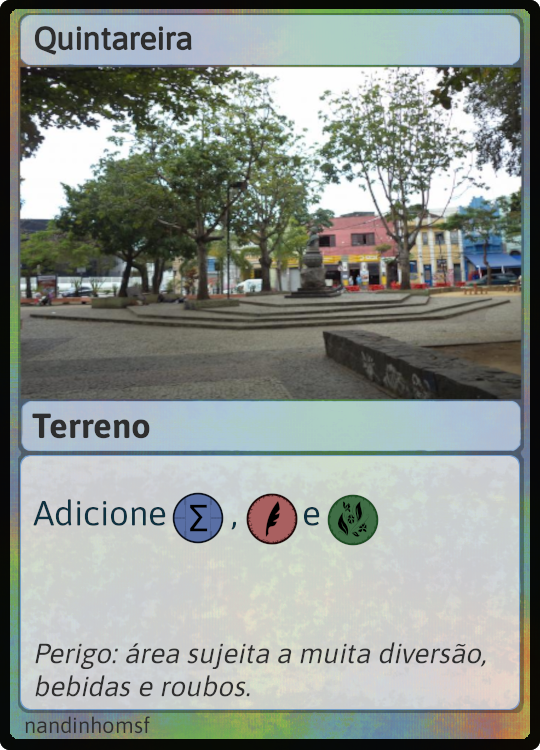 Quintareira
Terreno
Adicione Σ , e
Perigo: área sujeita a muita diversão,
bebidas e roubos.
nandinhomsf